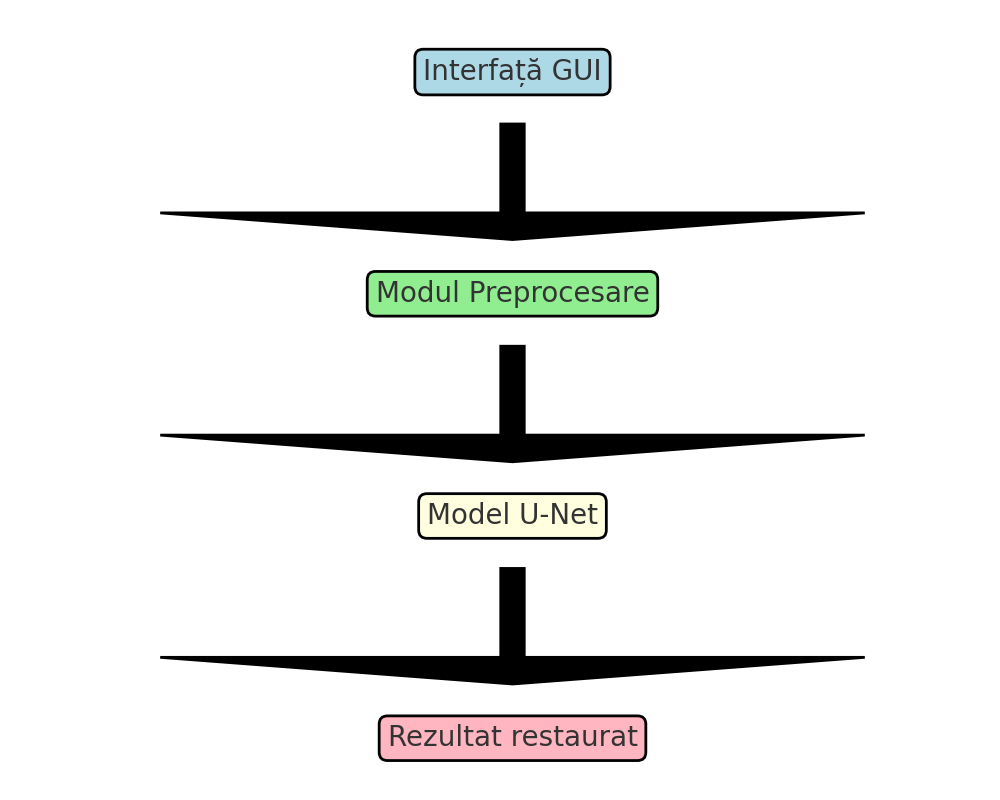 Interfață GUI
Modul Preprocesare
Model U-Net
Rezultat restaurat